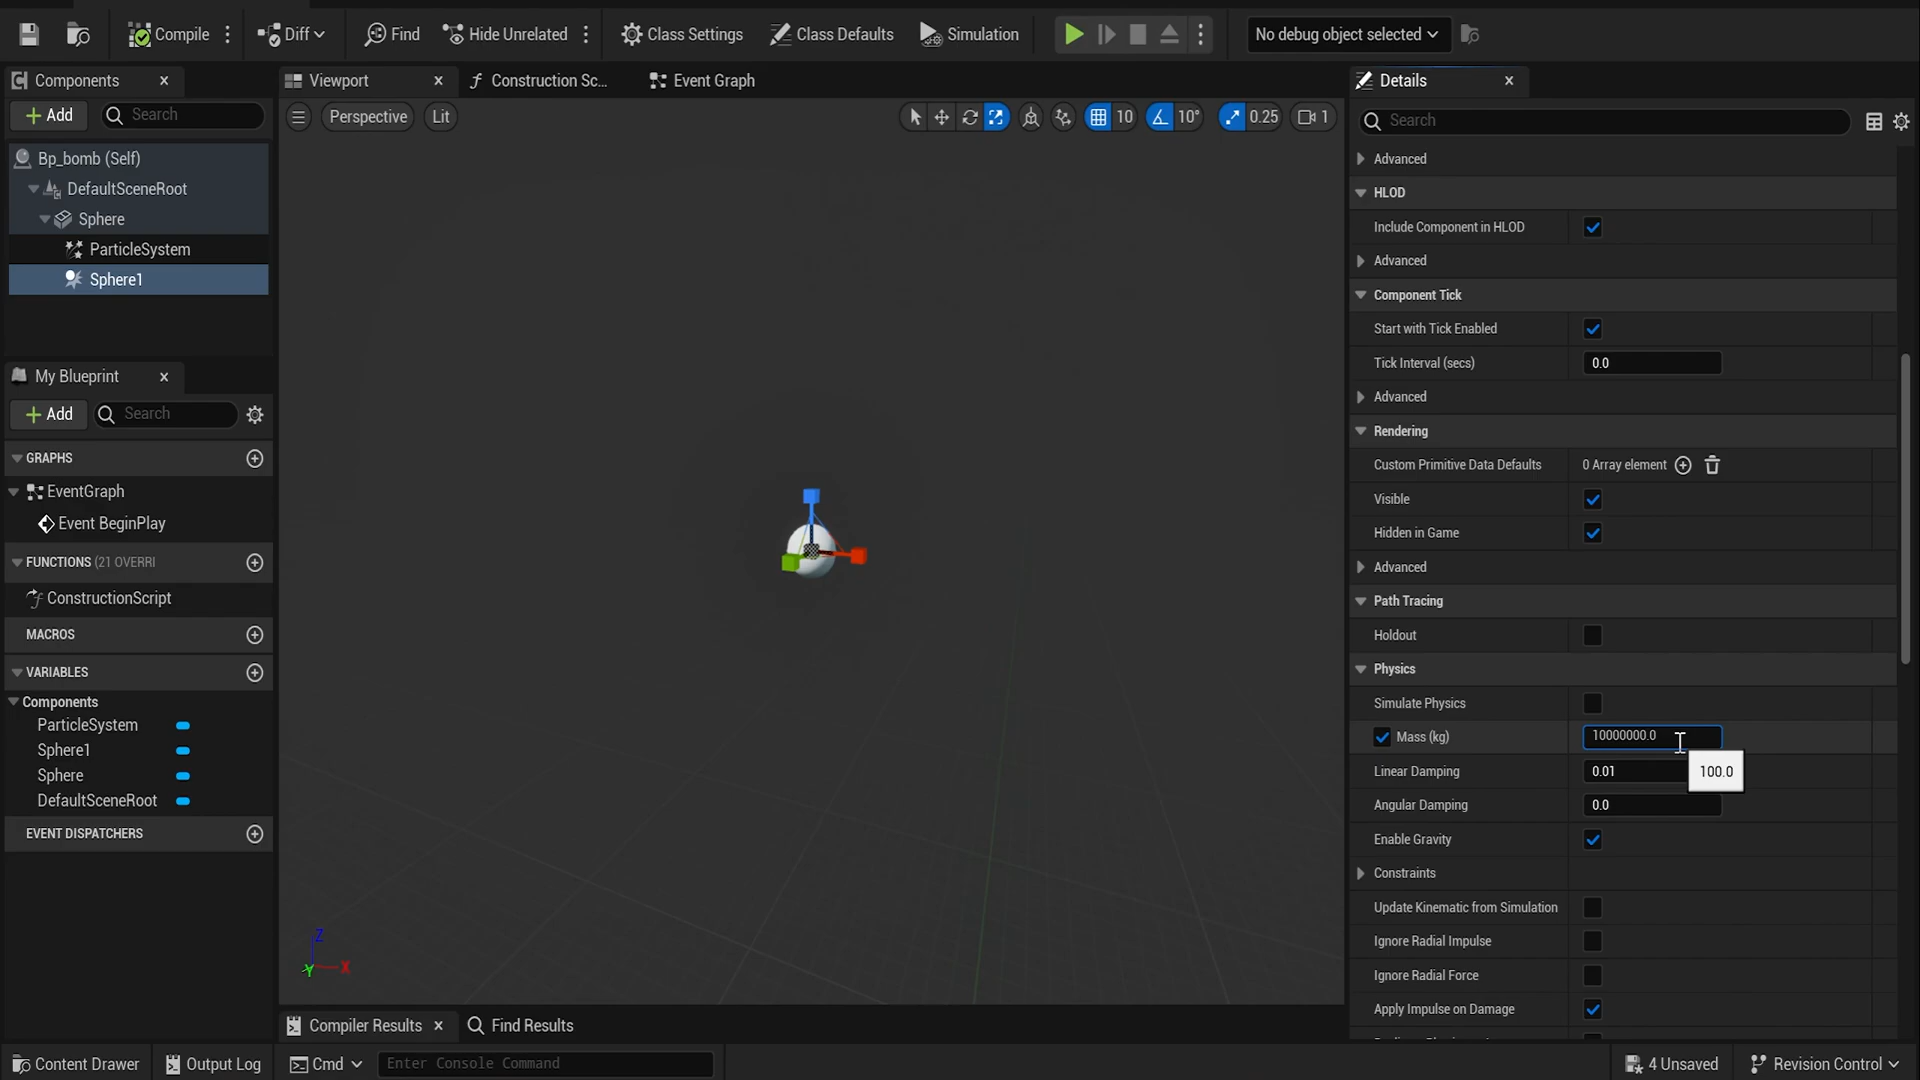 Compile
Diff
Find
Hide Unrelated
Class Settings
Class Defaults
Simulation
No debug object selected
Components
Viewport
Construction Sc...
Event Graph
Details
Add
Search
Perspective
Lit
10
10°
0.25
1
Search
Bp_bomb (Self)
DefaultSceneRoot
Sphere
ParticleSystem
Sphere1
My Blueprint
Add
Search
GRAPHS
EventGraph
Event BeginPlay
FUNCTIONS (21 OVERRI
ConstructionScript
MACROS
VARIABLES
Components
ParticleSystem
Sphere1
Sphere
DefaultSceneRoot
EVENT DISPATCHERS
Z
Y
X
Advanced
HLOD
Include Component in HLOD
Advanced
Component Tick
Start with Tick Enabled
Tick Interval (secs) 0.0
Advanced
Rendering
Custom Primitive Data Defaults 0 Array element
Visible
Hidden in Game
Advanced
Path Tracing
Holdout
Physics
Simulate Physics
Mass (kg) 10000000.0
Linear Damping 0.01
100.0
Angular Damping 0.0
Enable Gravity
Constraints
Update Kinematic from Simulation
Ignore Radial Impulse
Ignore Radial Force
Apply Impulse on Damage
Compiler Results
Find Results
Content Drawer
Output Log
Cmd
Enter Console Command
4 Unsaved
Revision Control